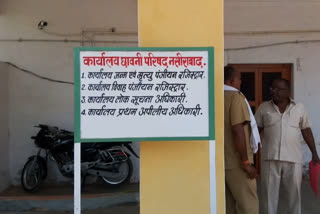 कार्यालय छावनी परिषद् नसीराबाद.
1. कार्यालय जन्म एवं मृत्यु पंजीयन रजिस्ट्रार.
2. कार्यालय विवाह पंजीयन रजिस्ट्रार.
3. कार्यालय लोक सूचना अधिकारी.
4. कार्यालय प्रथम अपीलीय अधिकारी.